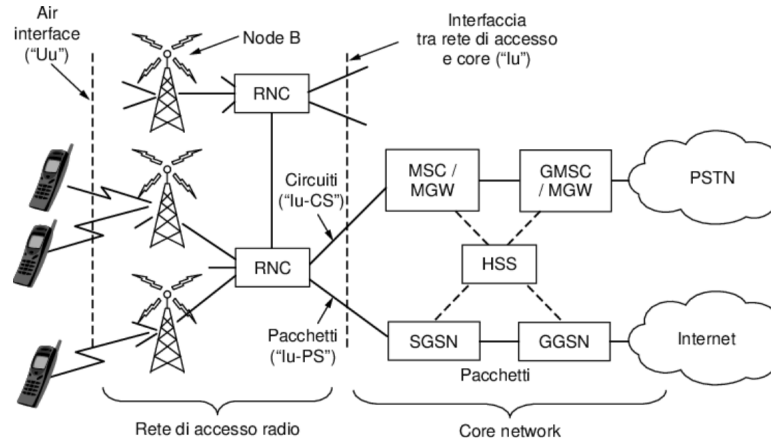 Air
interface
(“Uu”)
Node B
Interfaccia
tra rete di accesso
e core (“Iu”)
RNC
Circuiti
(“Iu-CS”)
MSC /
MGW
GMSC
/ MGW
PSTN
RNC
HSS
Pacchetti
(“Iu-PS”)
SGSN
GGSN
Internet
Pacchetti
Rete di accesso radio
Core network